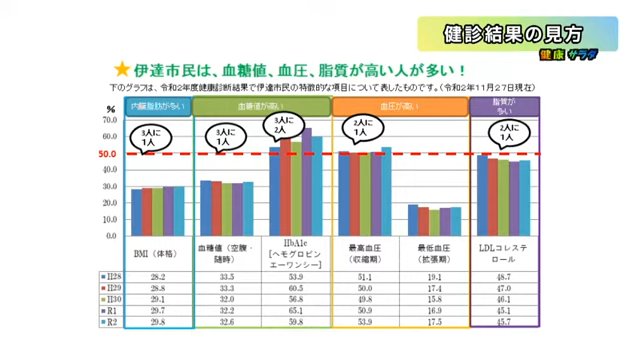 健診結果の見方
健康 サラダ
★伊達市民は、血糖値、血圧、脂質が高い人が多い！
下のグラフは、令和2年度健康診断結果で伊達市民の特徴的な項目について表したものです。(令和2年11月27日現在)
内臓脂肪が多い 血糖値が高い 血圧が高い 脂質が多い
%
70.0
60.0
50.0
40.0
30.0
20.0
10.0
0.0
3人に1人
3人に1人
3人に2人
2人に1人
2人に1人
BMI（体格） 血糖値（空腹・随時） HbA1c[ヘモグロビンエーワンシー] 最高血圧（収縮期） 最低血圧（拡張期） LDLコレステロール
H28 28.2 33.5 53.9 51.1 19.1 48.7
H29 28.8 33.3 60.5 50.0 17.4 47.0
H30 29.1 32.0 56.8 49.8 15.8 46.1
R1 29.7 32.2 65.1 50.9 16.9 45.1
R2 29.8 32.6 59.8 53.9 17.5 45.7